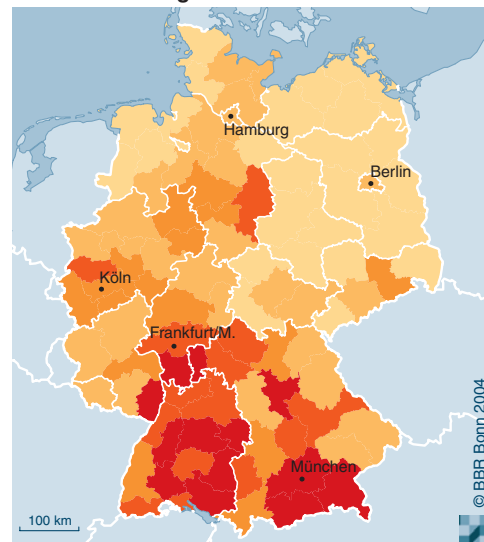 Hamburg
Berlin
Köln
Frankfurt/M.
München
100 km
© BBR Bonn 2004